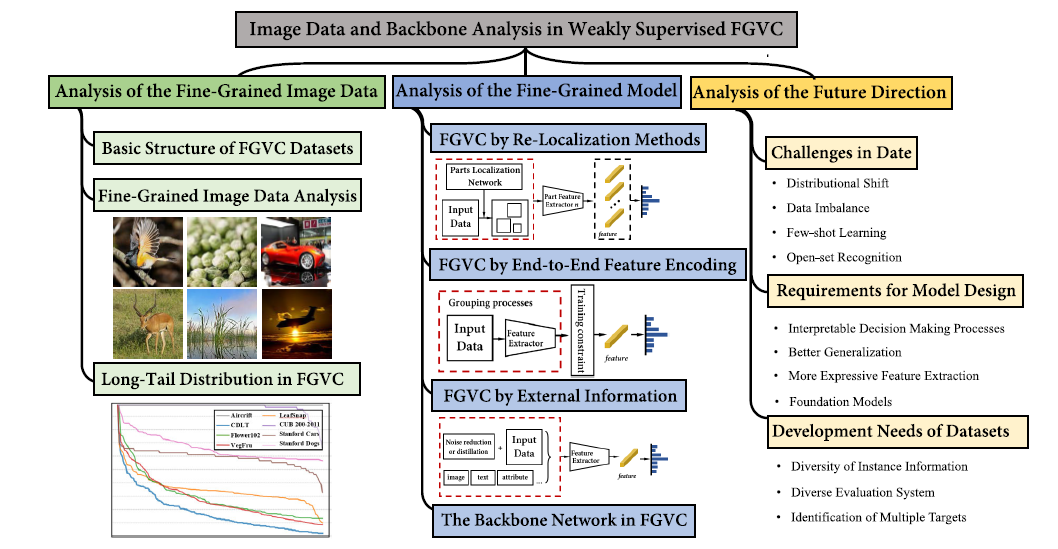 Image Data and Backbone Analysis in Weakly Supervised FGVC
Analysis of the Fine-Grained Image Data
Basic Structure of FGVC Datasets
Fine-Grained Image Data Analysis
Long-Tail Distribution in FGVC
Aircrift
CDLT
Flower102
VegFru
LeafSnap
CUB 200-2011
Stanford Cars
Stanford Dogs
Analysis of the Fine-Grained Model
FGVC by Re-Localization Methods
Parts Localization
Network
Input
Data
Part Feature
Extractor n
feature
FGVC by End-to-End Feature Encoding
Grouping processes
Input
Data
Feature
Extractor
Training constraint
feature
FGVC by External Information
Noise reduction
or distillation
+
Input
Data
image
text
attribute
...
Feature
Extractor
feature
The Backbone Network in FGVC
Analysis of the Future Direction
Challenges in Date
• Distributional Shift
• Data Imbalance
• Few-shot Learning
• Open-set Recognition
Requirements for Model Design
• Interpretable Decision Making Processes
• Better Generalization
• More Expressive Feature Extraction
• Foundation Models
Development Needs of Datasets
• Diversity of Instance Information
• Diverse Evaluation System
• Identification of Multiple Targets